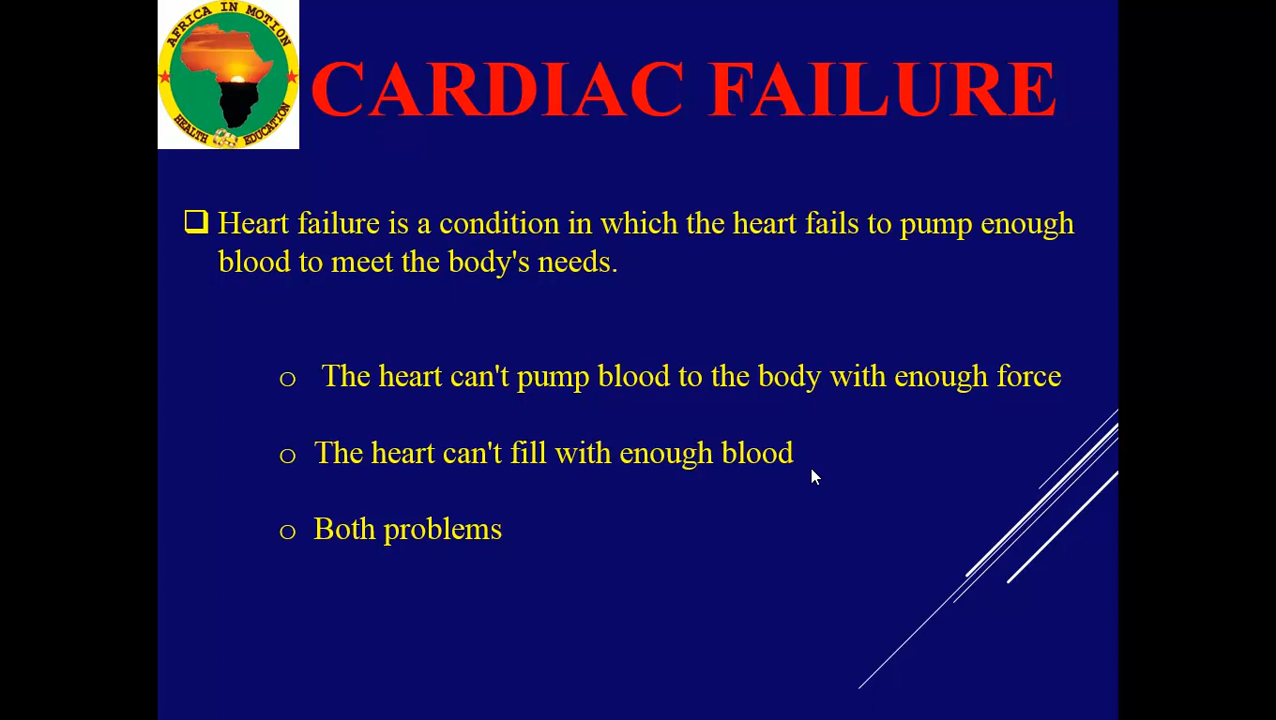 AFRICA IN MOTION
HEALTH EDUCATION
CARDIAC FAILURE
Heart failure is a condition in which the heart fails to pump enough
blood to meet the body's needs.
The heart can't pump blood to the body with enough force
The heart can't fill with enough blood
Both problems